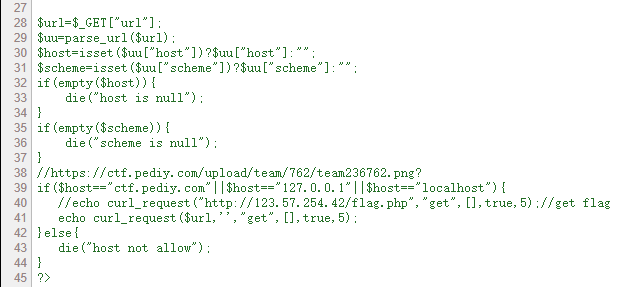 27
28 $url=$_GET["url"];
29 $uu=parse_url($url);
30 $host=isset($uu["host"])?$uu["host"]:"";
31 $scheme=isset($uu["scheme"])?$uu["scheme"]:"";
32 if(empty($host)){
33     die("host is null");
34 }
35 if(empty($scheme)){
36     die("scheme is null");
37 }
38 //https://ctf.pediy.com/upload/team/762/team236762.png?
39 if($host=="ctf.pediy.com"||$host=="127.0.0.1"||$host=="localhost"){
40     //echo curl_request("http://123.57.254.42/flag.php","get",[],true,5);//get flag
41     echo curl_request($url,'',"get",[],true,5);
42 }else{
43     die("host not allow");
44 }
45 ?>